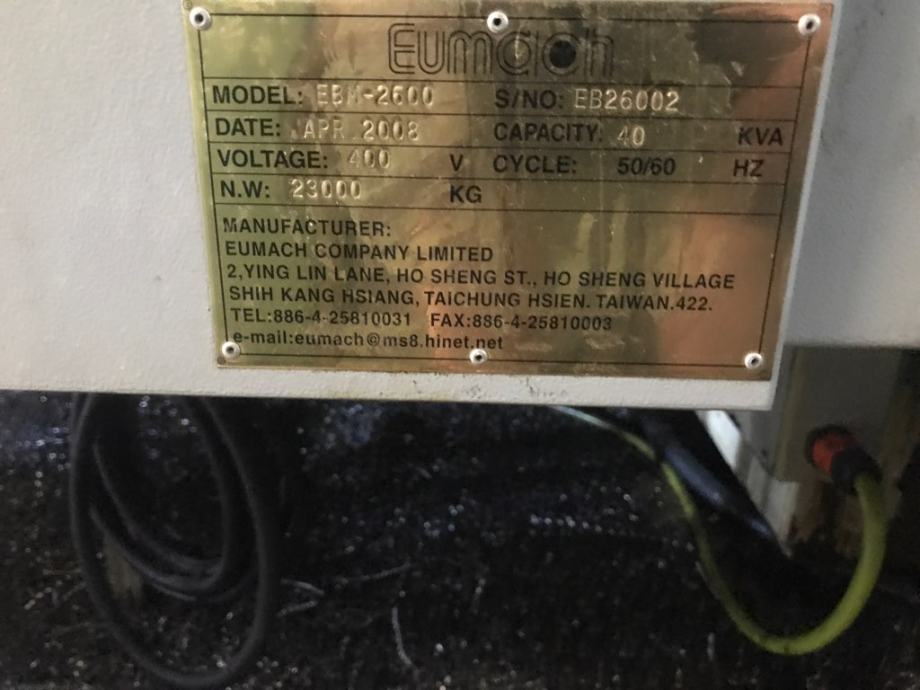 Eumach
MODEL: EBM-2600 S/NO: EB26002
DATE: APR. 2008 CAPACITY: 40 KVA
VOLTAGE: 400 V CYCLE: 50/60 HZ
N.W: 23000 KG
MANUFACTURER:
EUMACH COMPANY LIMITED
2,YING LIN LANE, HO SHENG ST., HO SHENG VILLAGE
SHIH KANG HSIANG, TAICHUNG HSIEN. TAIWAN.422.
TEL:886-4-25810031 FAX:886-4-25810003
e-mail:eumach@ms8.hinet.net